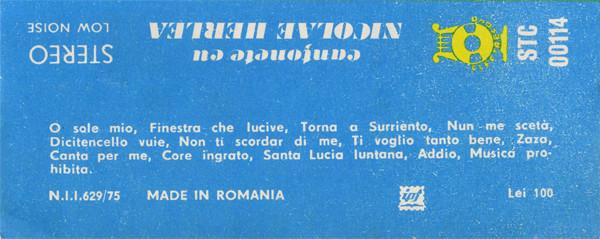 canţonete cu
NICOLAE HERLEA
STEREO
LOW NOISE
STC
00114
O sole mio, Finestra che lucive, Torna a Surriènto, Nun me scetà,
Dicitencello vuie, Non ti scordar di me, Ti voglio tanto bene, Zaza,
Canta per me, Core ingrato, Santa Lucia luntana, Addio, Musica pro-
hibita.
N.I.I.629/75 MADE IN ROMANIA Lei 100